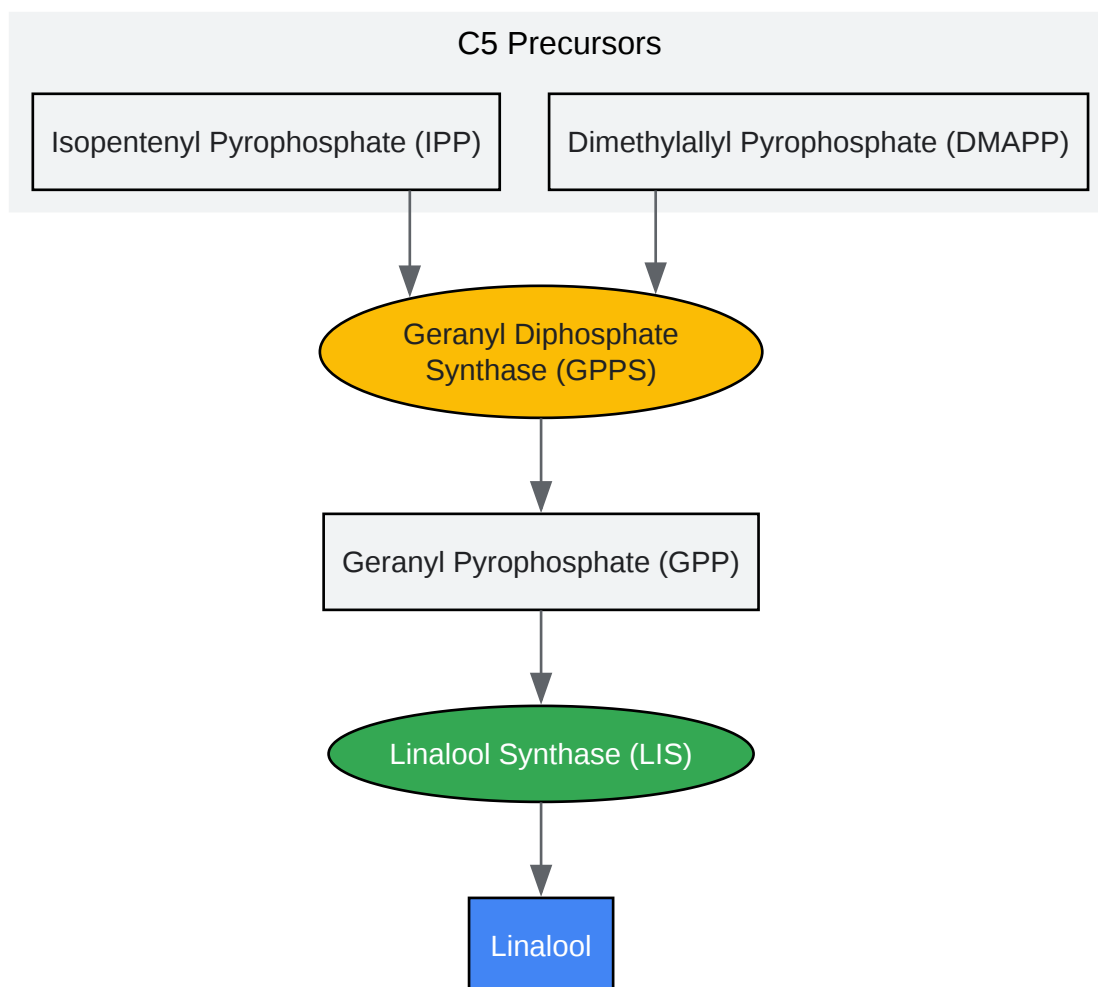 C5 Precursors
Isopentenyl Pyrophosphate (IPP)
Dimethylallyl Pyrophosphate (DMAPP)
Geranyl Diphosphate
Synthase (GPPS)
Geranyl Pyrophosphate (GPP)
Linalool Synthase (LIS)
Linalool